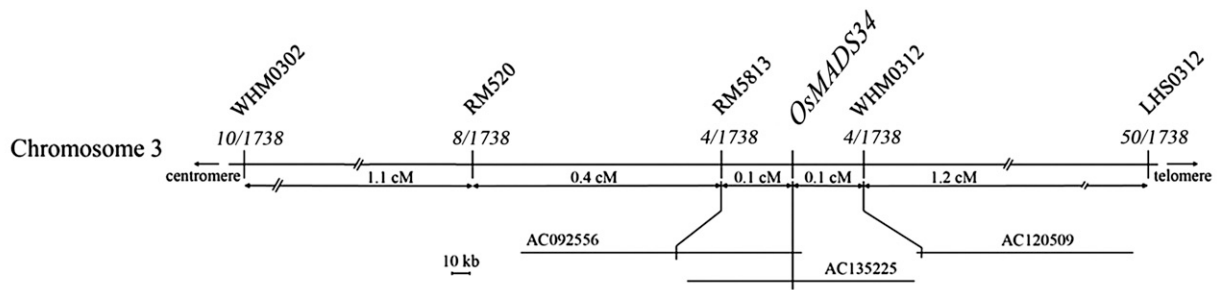 WHM0302 RM520 RM5813 OsMADS34 WHM0312 LHS0312
10/1738 8/1738 4/1738 4/1738 50/1738
Chromosome 3
centromere 1.1 cM 0.4 cM 0.1 cM 0.1 cM 1.2 cM telomere
AC092556 AC120509
10 kb AC135225